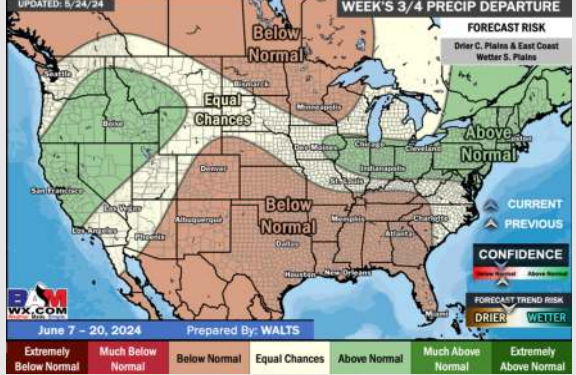 UPDATED: 5/24/24
WEEK'S 3/4 PRECIP DEPARTURE
FORECAST RISK
Drier C. Plains & East Coast
Wetter S. Plains
Below
Normal
Seattle
Bismarck
Minneapolis
Equal
Chances
Boise
Above
Normal
Boston
Des Moines
Chicago
Cleveland
Indianapolis
Denver
St. Louis
San Francisco
Las Vegas
Los Angeles
Phoenix
Albuquerque
Below
Normal
Dallas
Memphis
Charlotte
Atlanta
Houston
New Orleans
Miami
CURRENT
PREVIOUS
CONFIDENCE
Below Normal
Above Normal
FORECAST TREND RISK
DRIER
WETTER
BAM
WX.COM
June 7 – 20, 2024
Prepared By: WALTS
Extremely
Below Normal
Much Below
Normal
Below Normal
Equal Chances
Above Normal
Much Above
Normal
Extremely
Above Normal